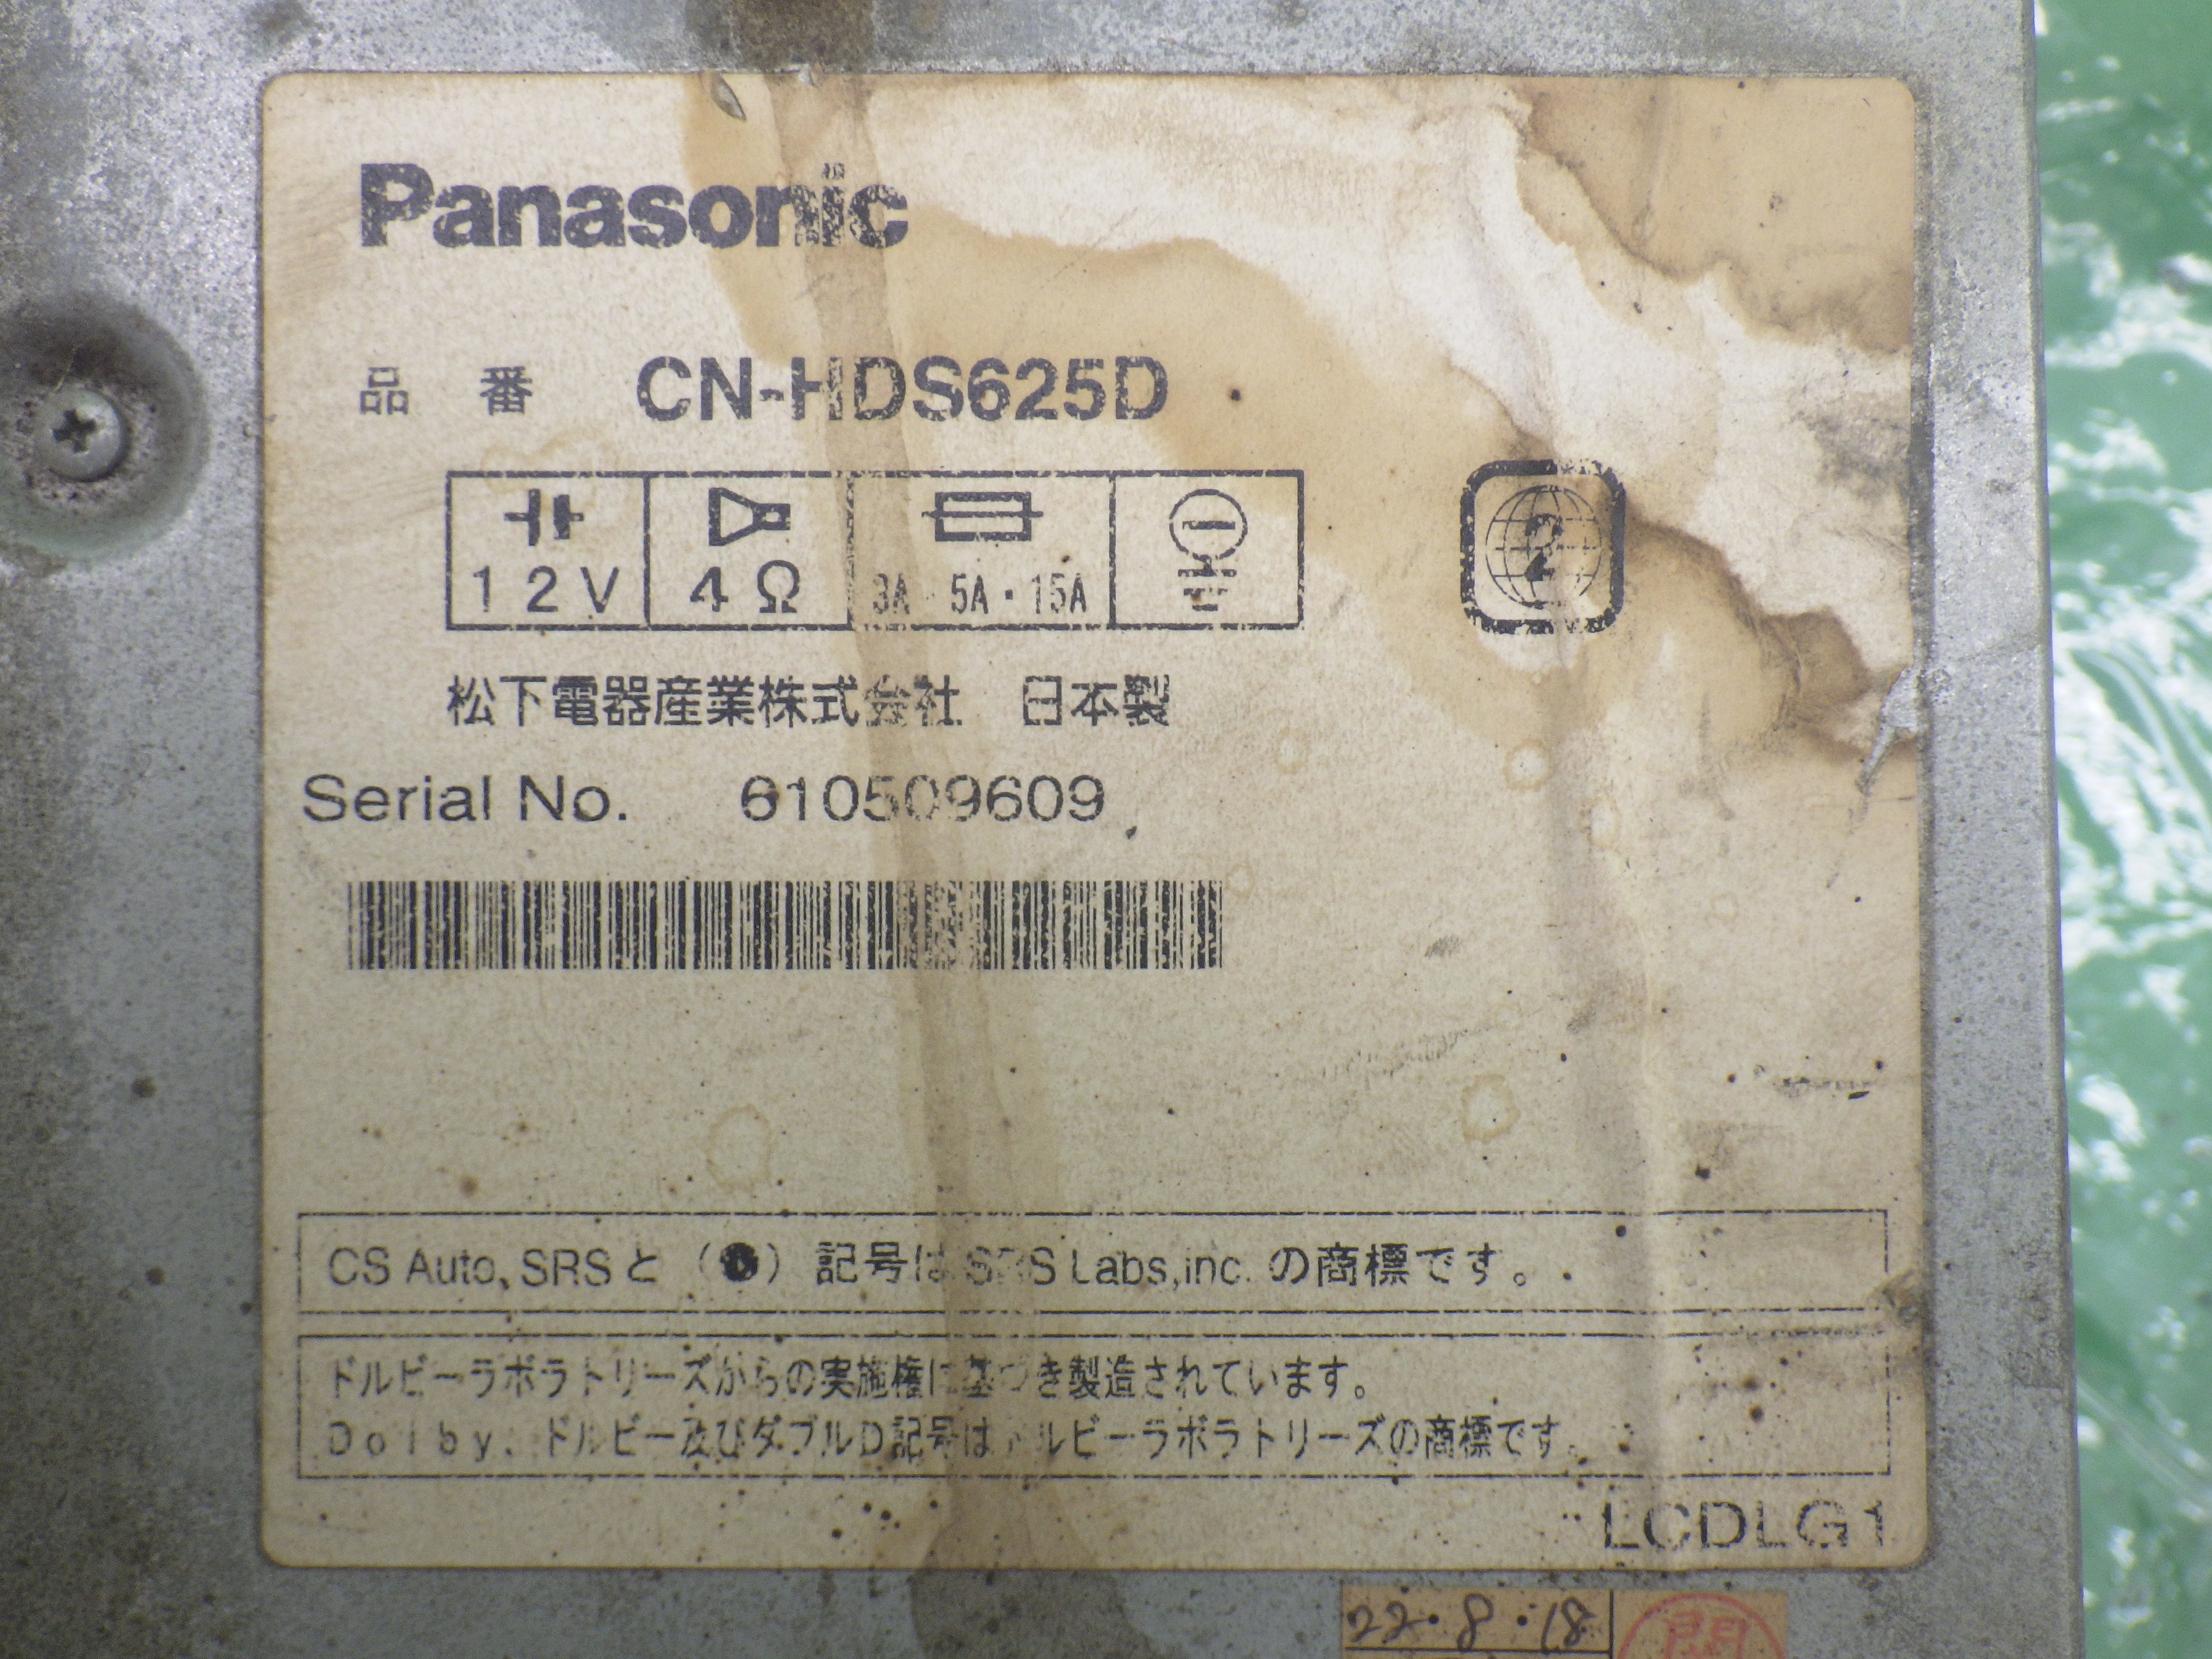 Panasonic
品 番 CN-HDS625D
12V 4Ω 3A・5A・15A
2
松下電器産業株式会社 日本製
Serial No. 610509609
CS Auto、SRSと（●）記号は SRS Labs,inc. の商標です。
ドルビーラボラトリーズからの実施権に基づき製造されています。
Dolby、ドルビー及びダブルD記号はドルビーラボラトリーズの商標です。
LCDLG1
22・8・18